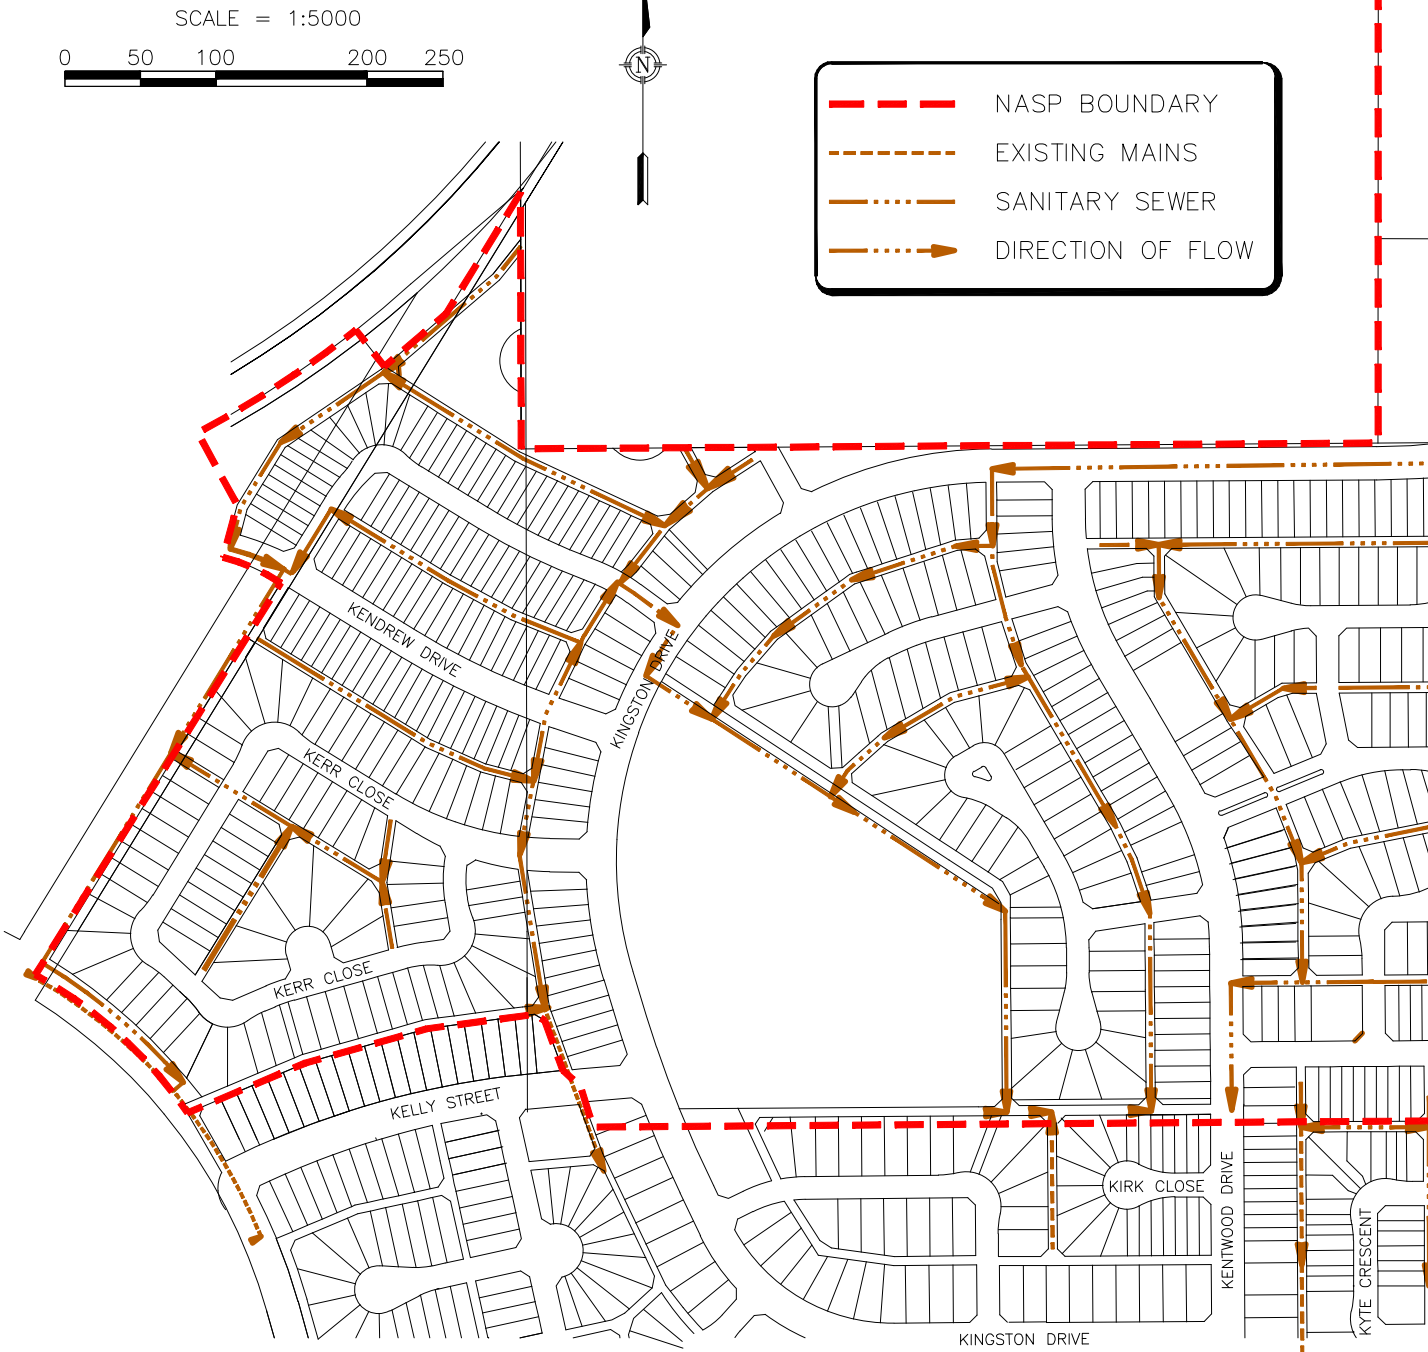 SCALE = 1:5000
0 50 100 200 250
N
NASP BOUNDARY
EXISTING MAINS
SANITARY SEWER
DIRECTION OF FLOW
KENDREW DRIVE
KINGSTON DRIVE
KERR CLOSE
KERR CLOSE
KELLY STREET
KIRK CLOSE
KENTWOOD DRIVE
KYTE CRESCENT
KINGSTON DRIVE